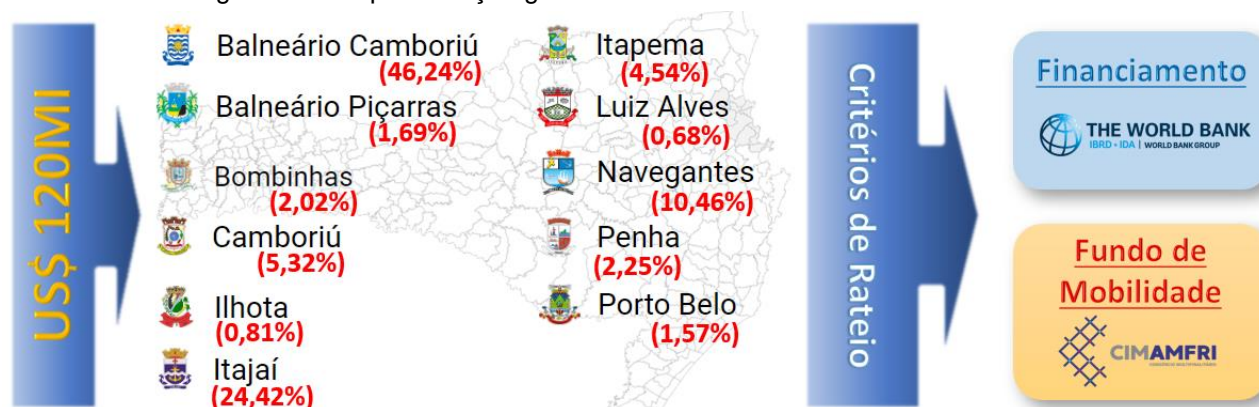 US$ 120MI
Balneário Camboriú
(46,24%)
Balneário Piçarras
(1,69%)
Bombinhas
(2,02%)
Camboriú
(5,32%)
Ilhota
(0,81%)
Itajaí
(24,42%)
Itapema
(4,54%)
Luiz Alves
(0,68%)
Navegantes
(10,46%)
Penha
(2,25%)
Porto Belo
(1,57%)
Critérios de Rateio
Financiamento
THE WORLD BANK
IBRD • IDA | WORLD BANK GROUP
Fundo de
Mobilidade
CIMAMFRI